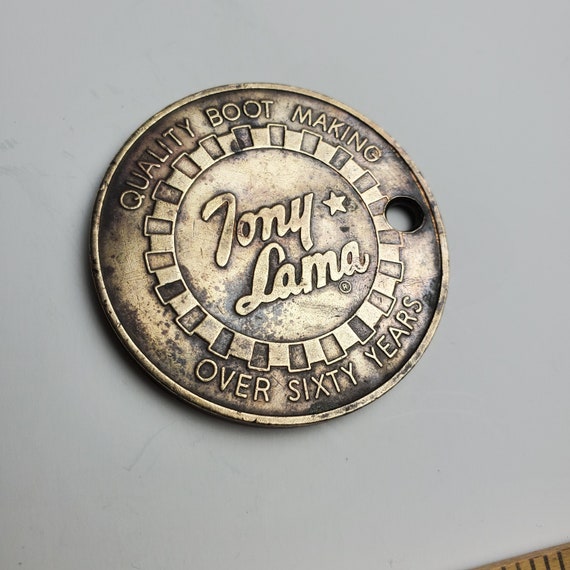 QUALITY BOOT MAKING
Tony
Lama
®
OVER SIXTY YEARS